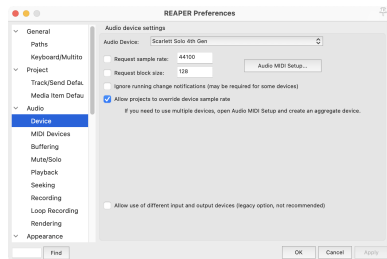 REAPER Preferences
General
Paths
Keyboard/Multito
Project
Track/Send Defau
Media Item Defau
Audio
Device
MIDI Devices
Buffering
Mute/Solo
Playback
Seeking
Recording
Loop Recording
Rendering
Appearance
Find
Audio device settings
Audio Device: Scarlett Solo 4th Gen
Request sample rate: 44100
Request block size: 128
Audio MIDI Setup...
Ignore running change notifications (may be required for some devices)
Allow projects to override device sample rate
If you need to use multiple devices, open Audio MIDI Setup and create an aggregate device.
Allow use of different input and output devices (legacy option, not recommended)
OK Cancel Apply